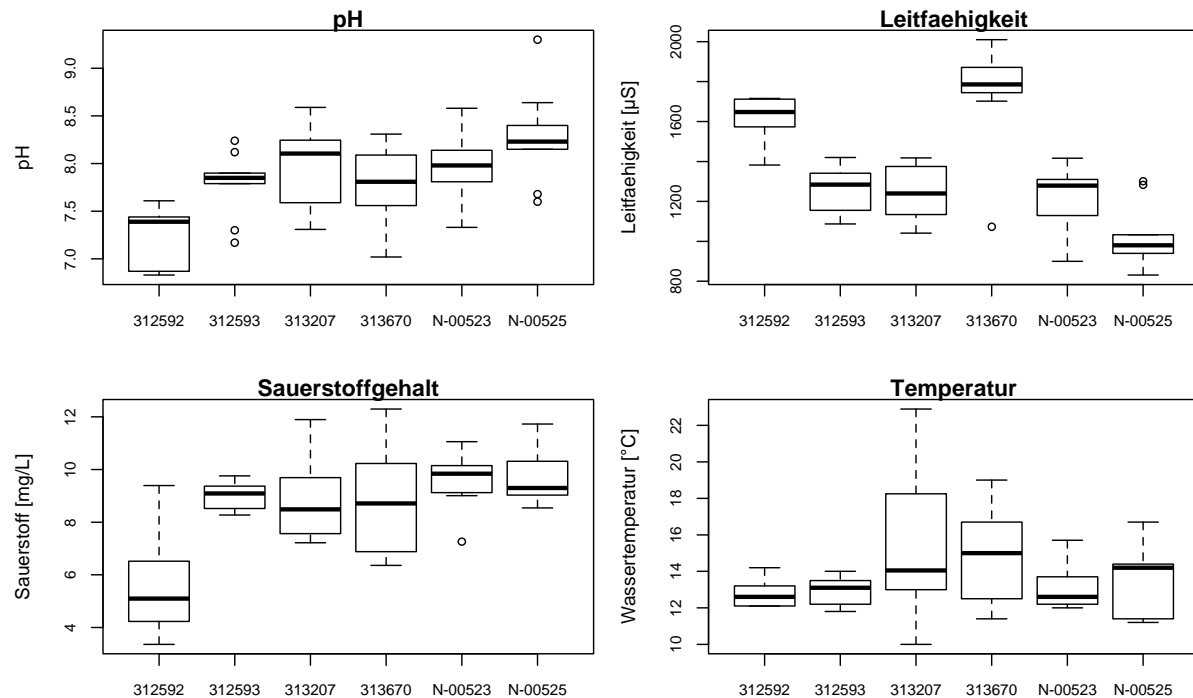 pH
pH
9.0
8.5
8.0
7.5
7.0
312592 312593 313207 313670 N-00523 N-00525
Leitfaehigkeit
Leitfaehigkeit [µS]
2000
1600
1200
800
312592 312593 313207 313670 N-00523 N-00525
Sauerstoffgehalt
Sauerstoff [mg/L]
12
10
8
6
4
312592 312593 313207 313670 N-00523 N-00525
Temperatur
Wassertemperatur [°C]
22
20
18
16
14
12
10
312592 312593 313207 313670 N-00523 N-00525